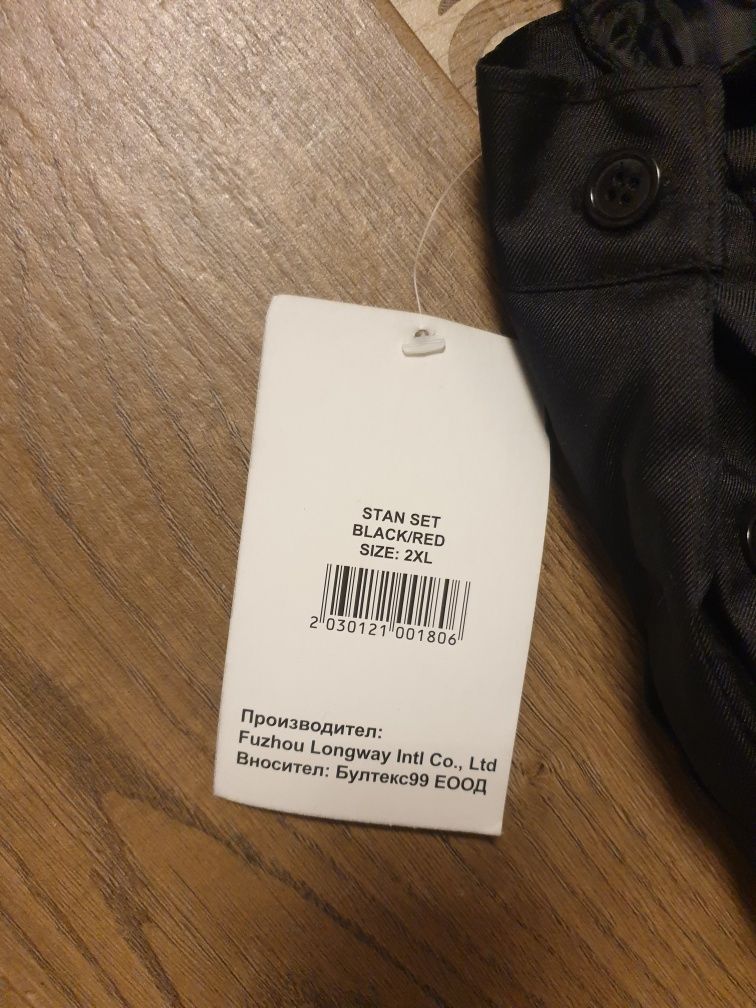 STAN SET
BLACK/RED
SIZE: 2XL
2 030121 001806
Производител:
Fuzhou Longway Intl Co., Ltd
Вносител: Бултекс99 ЕООД